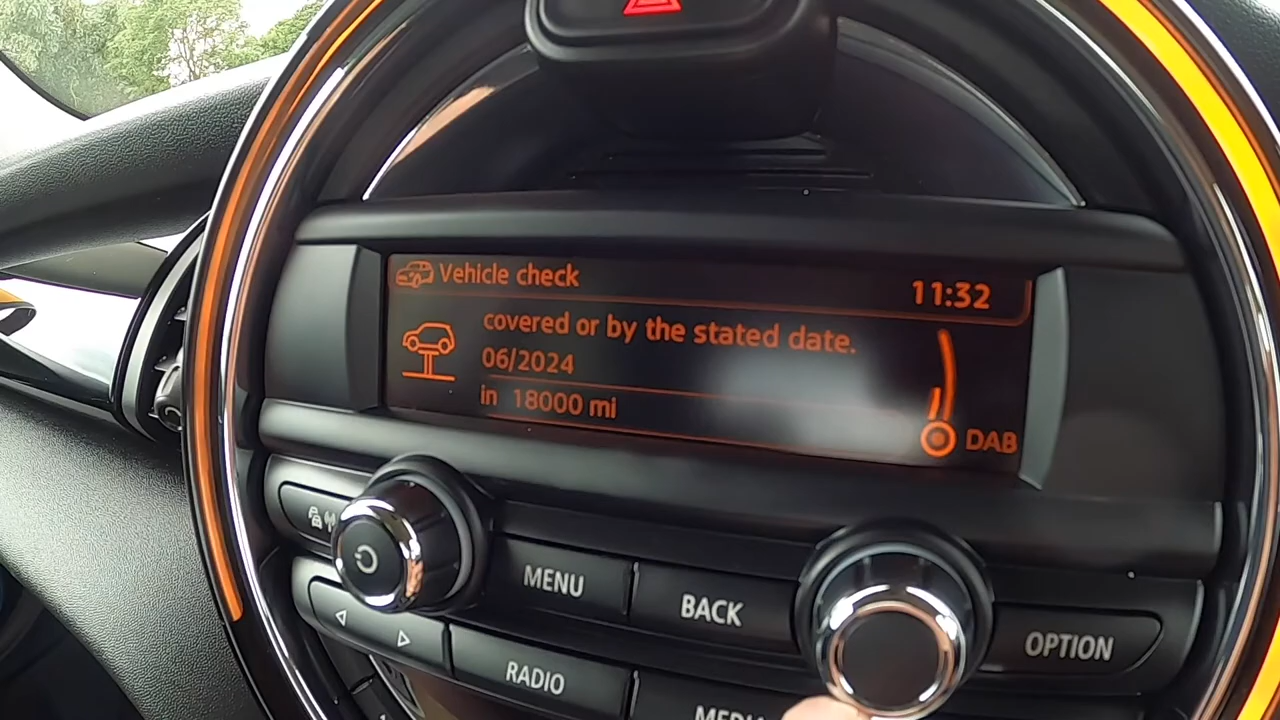 Vehicle check
11:32
covered or by the stated date.
06/2024
in 18000 mi
DAB
MENU
BACK
OPTION
RADIO